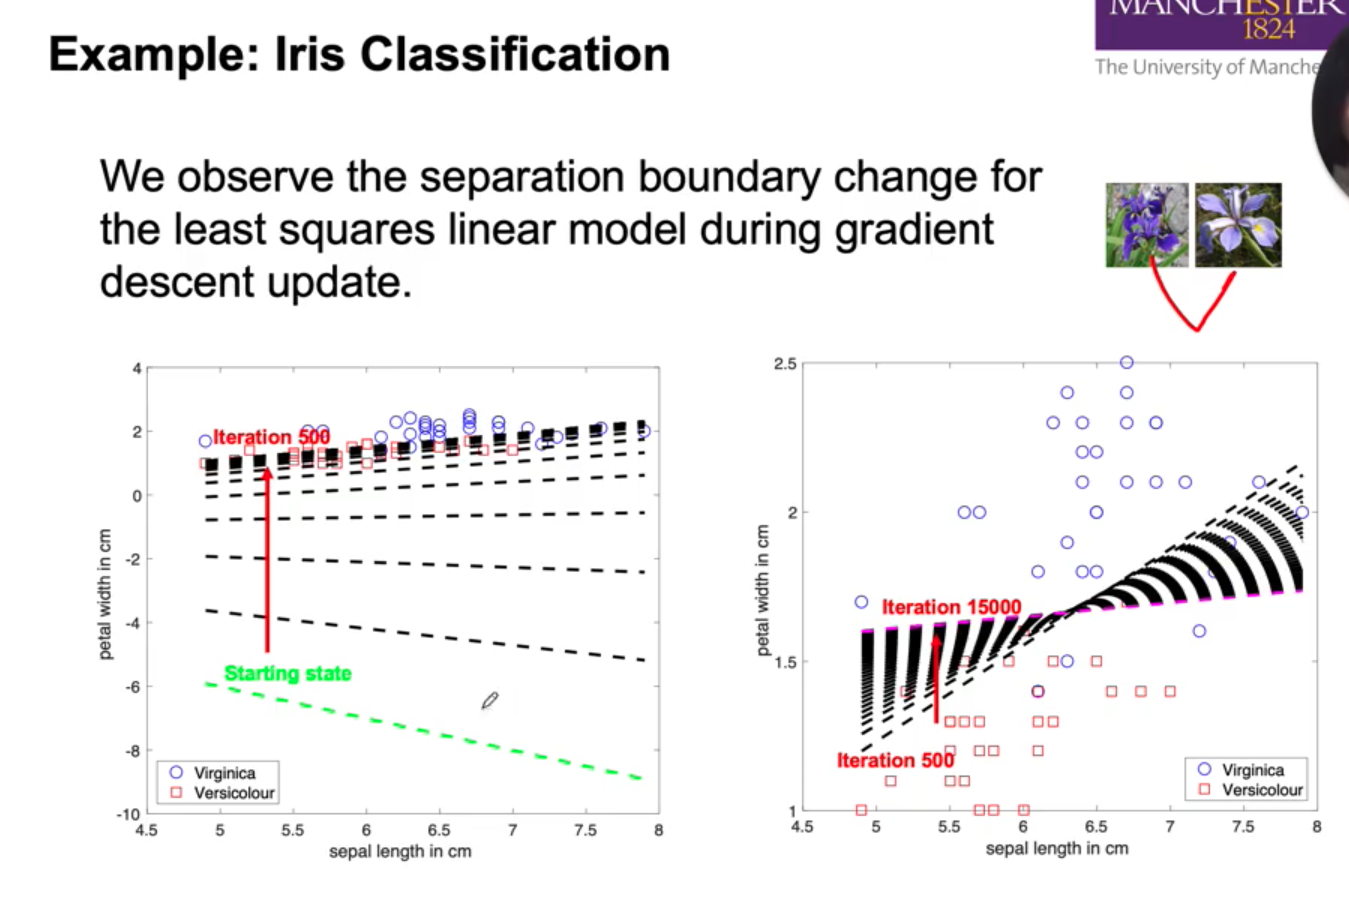 MANCHESTER
1824
The University of Manche
Example: Iris Classification
We observe the separation boundary change for
the least squares linear model during gradient
descent update.
4
2
0
-2
-4
-6
-8
-10
petal width in cm
Iteration 500
Starting state
Virginica
Versicolour
4.5 5 5.5 6 6.5 7 7.5 8
sepal length in cm
2.5
2
1.5
1
petal width in cm
Iteration 15000
Iteration 500
Virginica
Versicolour
4.5 5 5.5 6 6.5 7 7.5 8
sepal length in cm